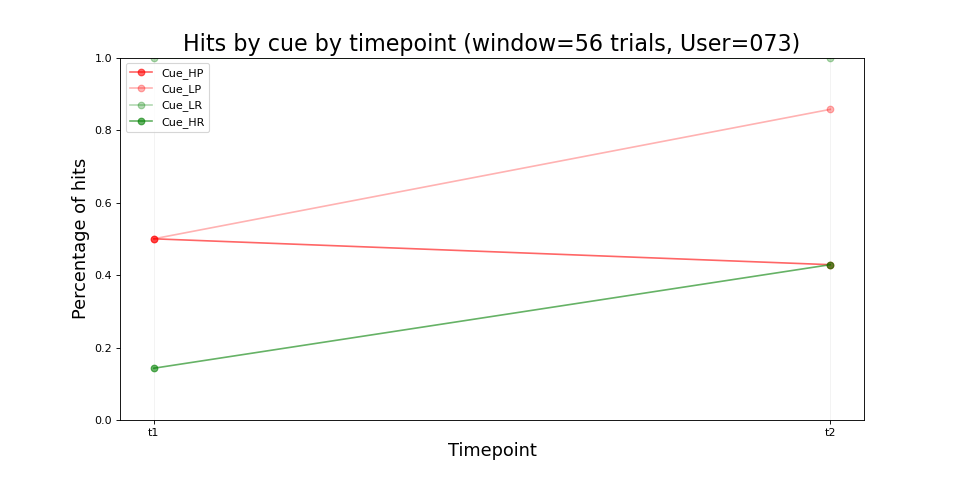 Hits by cue by timepoint (window=56 trials, User=073)
1.0
0.8
0.6
0.4
0.2
0.0
Percentage of hits
Cue_HP
Cue_LP
Cue_LR
Cue_HR
t1
t2
Timepoint